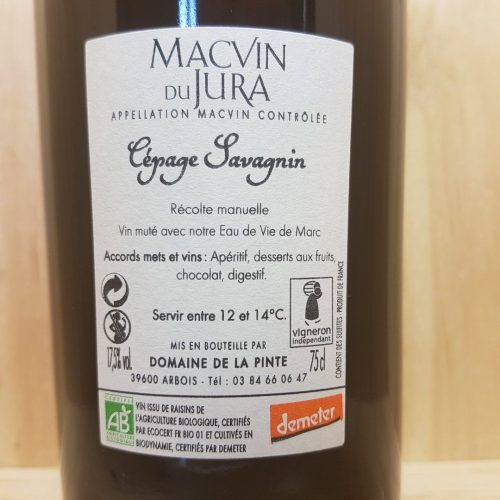 MACVIN
DU JURA
APPELLATION MACVIN CONTRÔLÉE
Cépage Savagnin
Récolte manuelle
Vin muté avec notre Eau de Vie de Marc
Accords mets et vins : Apéritif, desserts aux fruits,
chocolat, digestif.
Servir entre 12 et 14°C.
vigneron
indépendant
MIS EN BOUTEILLE PAR
17,5% vol.
DOMAINE DE LA PINTE
75 cl
39600 ARBOIS - Tél : 03 84 66 06 47
CONTIENT DES SULFITES - PRODUIT DE FRANCE
AB
VIN ISSU DE RAISINS DE
L'AGRICULTURE BIOLOGIQUE, CERTIFIÉS
PAR ECOCERT FR BIO 01 ET CULTIVÉS EN
BIODYNAMIE, CERTIFIÉS PAR DEMETER
demeter